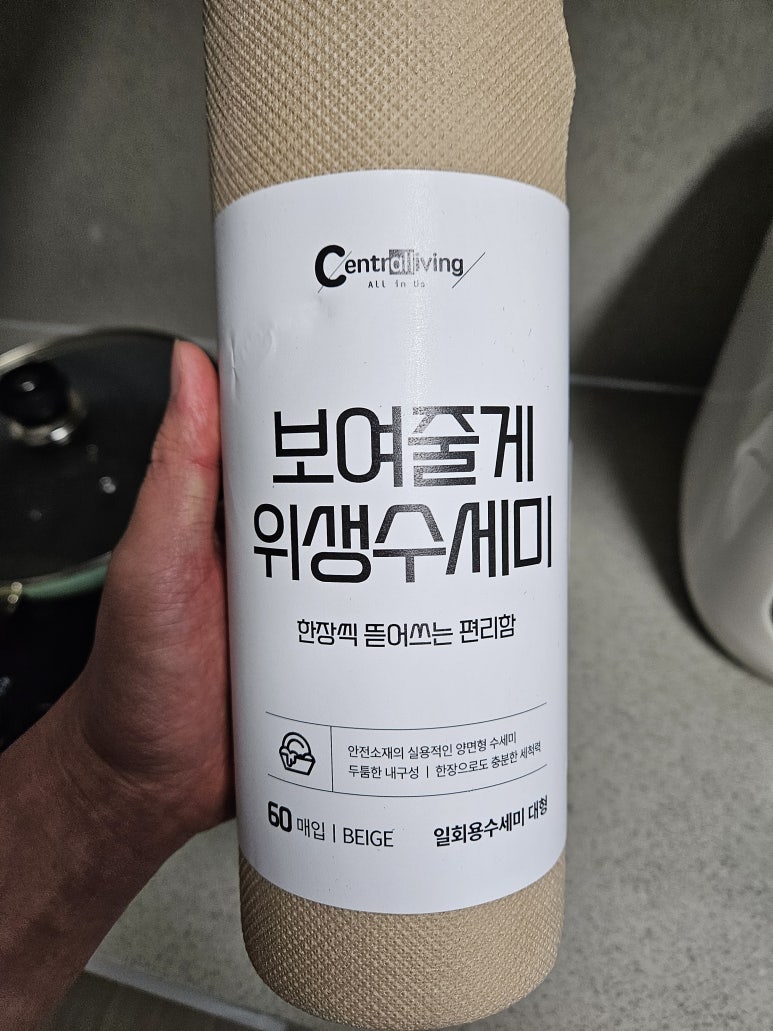 Centralliving
ALL in Us
보여줄게
위생수세미
한장씩 뜯어쓰는 편리함
안전소재의 실용적인 양면형 수세미
두툼한 내구성 | 한장으로도 충분한 세척력
60 매입 | BEIGE 일회용수세미 대형